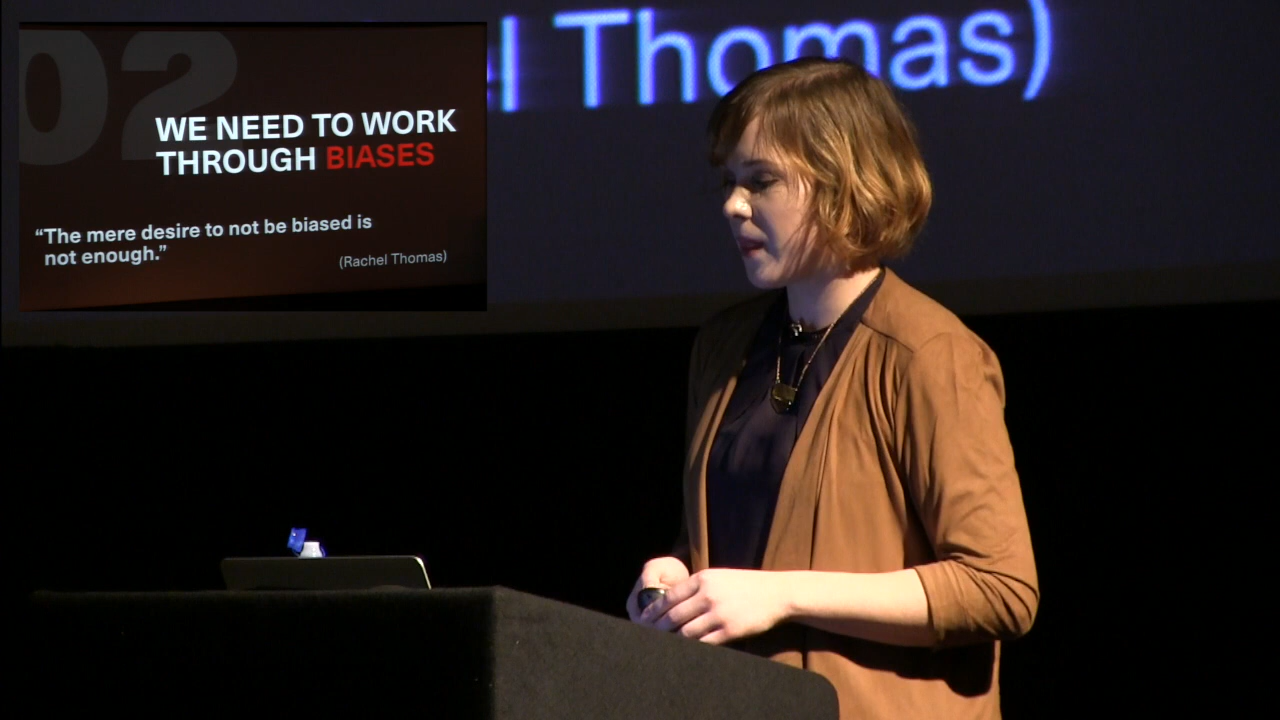 02
WE NEED TO WORK
THROUGH BIASES
“The mere desire to not be biased is
not enough.”
(Rachel Thomas)
l Thomas)